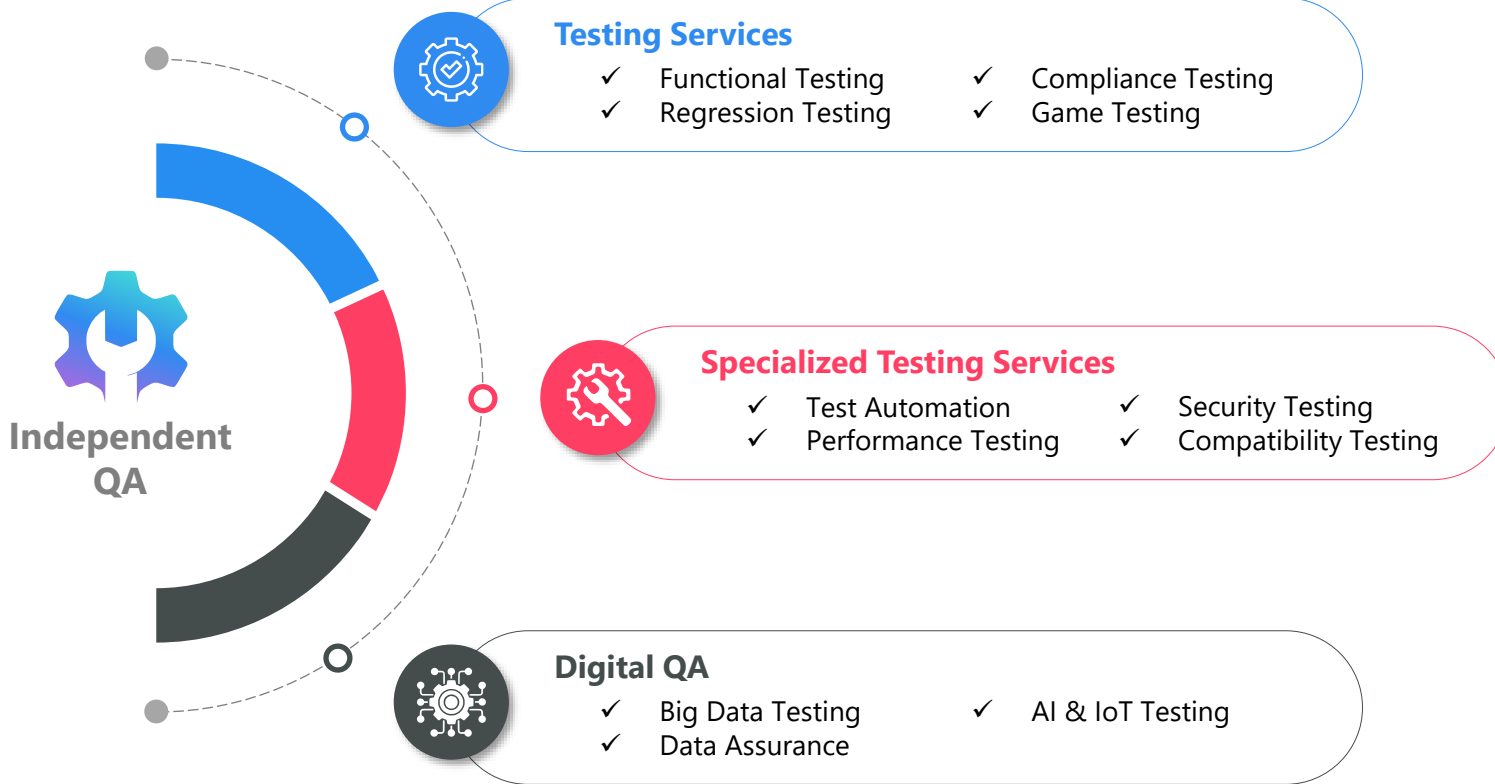 Testing Services
✓ Functional Testing
✓ Compliance Testing
✓ Regression Testing
✓ Game Testing
Independent
QA
Specialized Testing Services
✓ Test Automation
✓ Security Testing
✓ Performance Testing
✓ Compatibility Testing
Digital QA
✓ Big Data Testing
✓ AI & IoT Testing
✓ Data Assurance